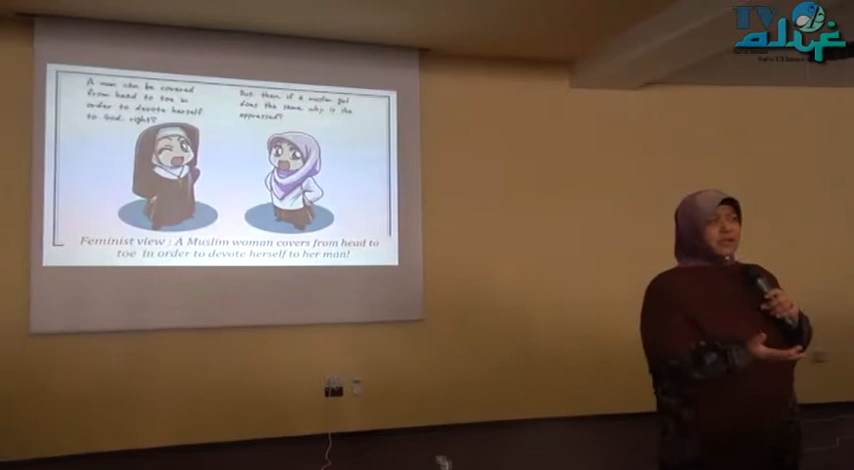 A nun can be covered
from head to toe in
order to devote herself
to God, right?
But then if a muslim girl
does the same why is she
oppressed?
Feminist view : A Muslim woman covers from head to
toe in order to devote herself to her man!
TV
alif